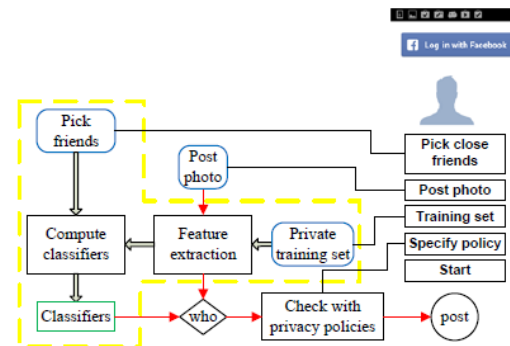 Log in with Facebook
Pick
friends
Post
photo
Pick close
friends
Post photo
Training set
Specify policy
Start
Compute
classifiers
Feature
extraction
Private
training set
Classifiers
who
Check with
privacy policies
post